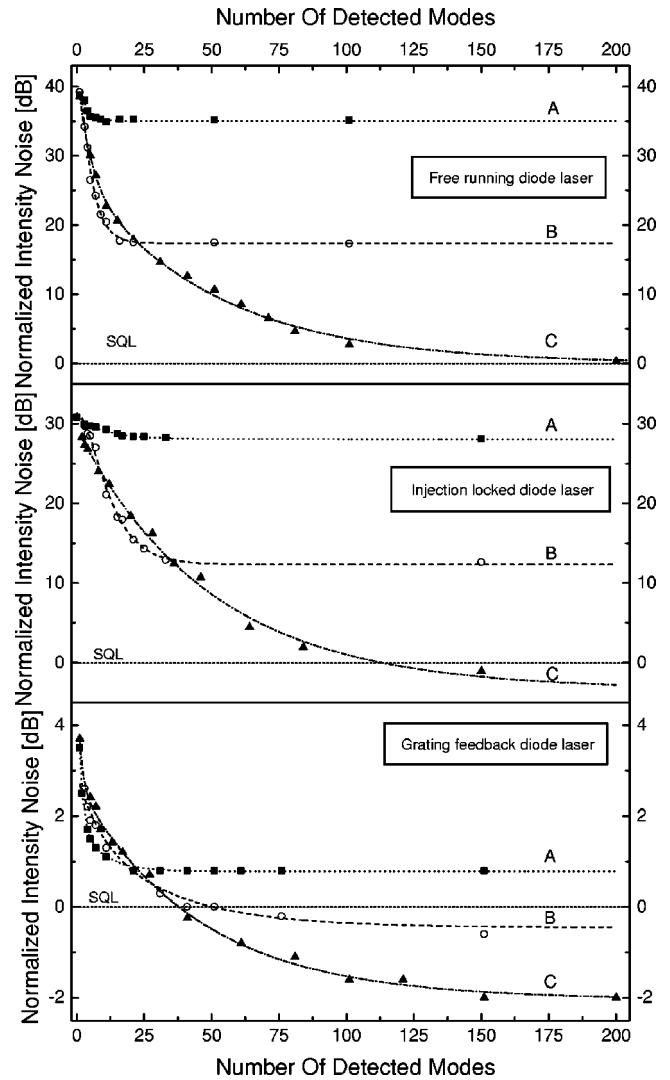 Number Of Detected Modes
0 25 50 75 100 125 150 175 200
Normalized Intensity Noise [dB]
40 40
30 30
20 20
10 10
0 0
A
Free running diode laser
B
SQL
C
Normalized Intensity Noise [dB]
30 30
20 20
10 10
0 0
A
Injection locked diode laser
B
SQL
C
Normalized Intensity Noise [dB]
4 4
2 2
0 0
-2 -2
Grating feedback diode laser
A
SQL
B
C
0 25 50 75 100 125 150 175 200
Number Of Detected Modes